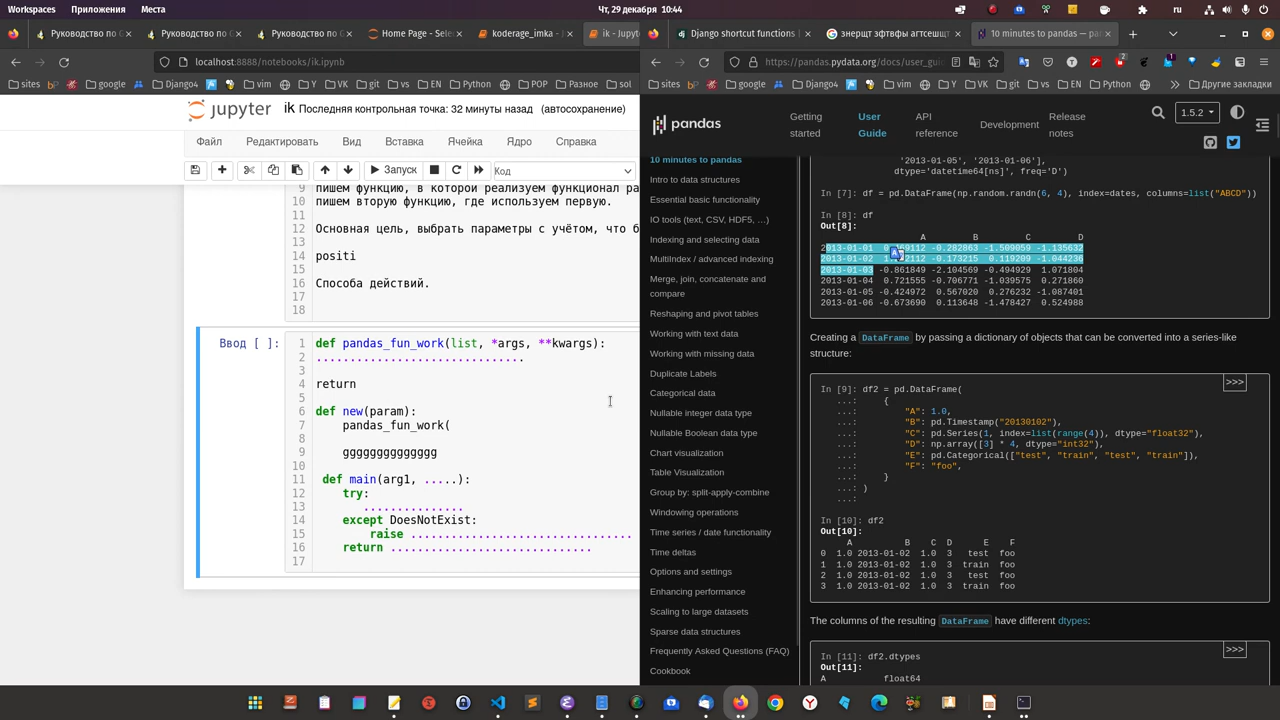 Workspaces Приложения Места
Чт, 29 декабря 10:44
ru
Руководство по G
Руководство по G
Руководство по G
Home Page - Sele
koderage_imka -
ik - Jupyte
Django shortcut functions |
знерщт зфтвфы агтсешщт
10 minutes to pandas —
localhost:8888/notebooks/ik.ipynb
https://pandas.pydata.org/docs/user_guid
sites google Django4 vim Y VK git vs EN Python POP Разное sol
sites google Django4 vim Y VK git vs EN Python Другие закладки
jupyter ik Последняя контрольная точка: 32 минуты назад (автосохранение)
Файл Редактировать Вид Вставка Ячейка Ядро Справка
Запуск Код
9 пишем функцию, в которой реализуем функционал ра
10 пишем вторую функцию, где используем первую.
11
12 Основная цель, выбрать параметры с учётом, что б
13
14 positi
15
16 Способа действий.
17
18
Ввод [ ]:
1 def pandas_fun_work(list, *args, **kwargs):
2 ...............................
3
4 return
5
6 def new(param):
7 pandas_fun_work(
8
9 gggggggggggggg
10
11 def main(arg1, .....):
12 try:
13 ...............
14 except DoesNotExist:
15 raise .................................
16 return ..............................
17
pandas
Getting started
User Guide
API reference
Development
Release notes
1.5.2
10 minutes to pandas
Intro to data structures
Essential basic functionality
IO tools (text, CSV, HDF5, …)
Indexing and selecting data
MultiIndex / advanced indexing
Merge, join, concatenate and
compare
Reshaping and pivot tables
Working with text data
Working with missing data
Duplicate Labels
Categorical data
Nullable integer data type
Nullable Boolean data type
Chart visualization
Table Visualization
Group by: split-apply-combine
Windowing operations
Time series / date functionality
Time deltas
Options and settings
Enhancing performance
Scaling to large datasets
Sparse data structures
Frequently Asked Questions (FAQ)
Cookbook
'2013-01-05', '2013-01-06'],
dtype='datetime64[ns]', freq='D')
In [7]: df = pd.DataFrame(np.random.randn(6, 4), index=dates, columns=list("ABCD"))
In [8]: df
Out[8]:
A B C D
2013-01-01 -0.282863 -1.509059 -1.135632
2013-01-02 -0.173215 0.119209 -1.044236
2013-01-03 -0.861849 -2.104569 -0.494929 1.071804
2013-01-04 0.721555 -0.706771 -1.039575 0.271860
2013-01-05 -0.424972 0.567020 0.276232 -1.087401
2013-01-06 -0.673690 0.113648 -1.478427 0.524988
Creating a DataFrame by passing a dictionary of objects that can be converted into a series-like
structure:
>>>
In [9]: df2 = pd.DataFrame(
...: {
...: "A": 1.0,
...: "B": pd.Timestamp("20130102"),
...: "C": pd.Series(1, index=list(range(4)), dtype="float32"),
...: "D": np.array([3] * 4, dtype="int32"),
...: "E": pd.Categorical(["test", "train", "test", "train"]),
...: "F": "foo",
...: }
...: )
...:
In [10]: df2
Out[10]:
A B C D E F
0 1.0 2013-01-02 1.0 3 test foo
1 1.0 2013-01-02 1.0 3 train foo
2 1.0 2013-01-02 1.0 3 test foo
3 1.0 2013-01-02 1.0 3 train foo
The columns of the resulting DataFrame have different dtypes:
>>>
In [11]: df2.dtypes
Out[11]:
A float64